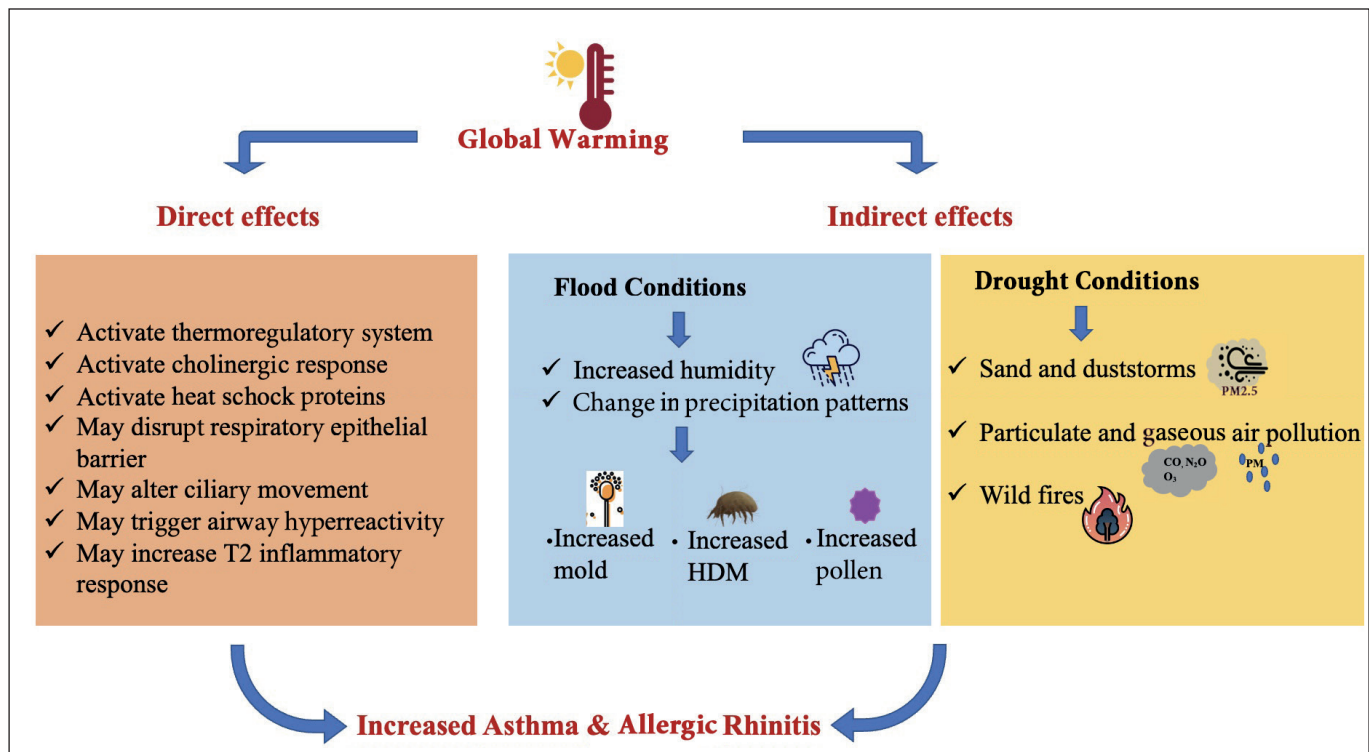 Global Warming
Direct effects
Indirect effects
✓ Activate thermoregulatory system
✓ Activate cholinergic response
✓ Activate heat schock proteins
✓ May disrupt respiratory epithelial
barrier
✓ May alter ciliary movement
✓ May trigger airway hyperreactivity
✓ May increase T2 inflammatory
response
Flood Conditions
✓ Increased humidity
✓ Change in precipitation patterns
•Increased
mold
• Increased
HDM
•Increased
pollen
Drought Conditions
✓ Sand and duststorms
PM2.5
✓ Particulate and gaseous air pollution
CO, N₂O
O₃
PM
✓ Wild fires
Increased Asthma & Allergic Rhinitis